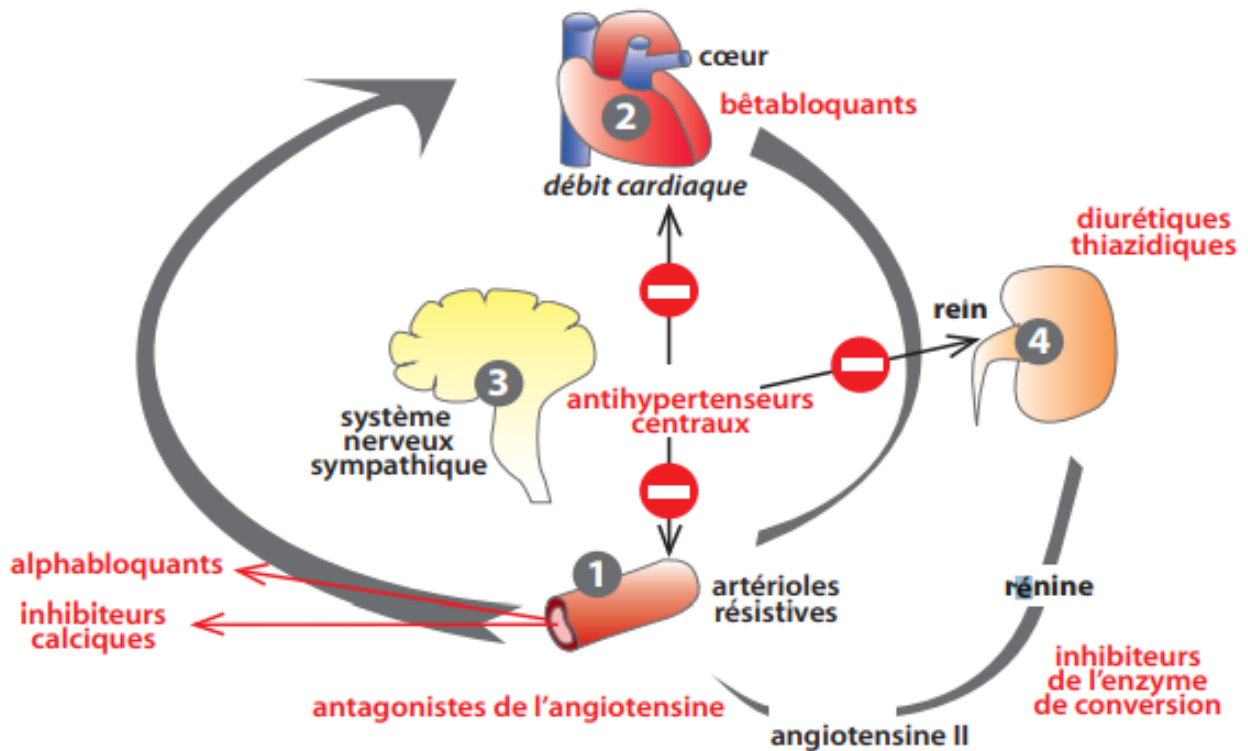 cœur
2
bêtabloquants
débit cardiaque
diurétiques
thiazidiques
rein
4
3
antihypertenseurs
centraux
système
nerveux
sympathique
1
alphabloquants
artérioles
résistives
rénine
inhibiteurs
calciques
inhibiteurs
de l’enzyme
de conversion
antagonistes de l’angiotensine
angiotensine II